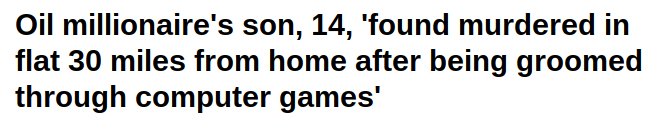 Oil millionaire's son, 14, 'found murdered in
flat 30 miles from home after being groomed
through computer games'